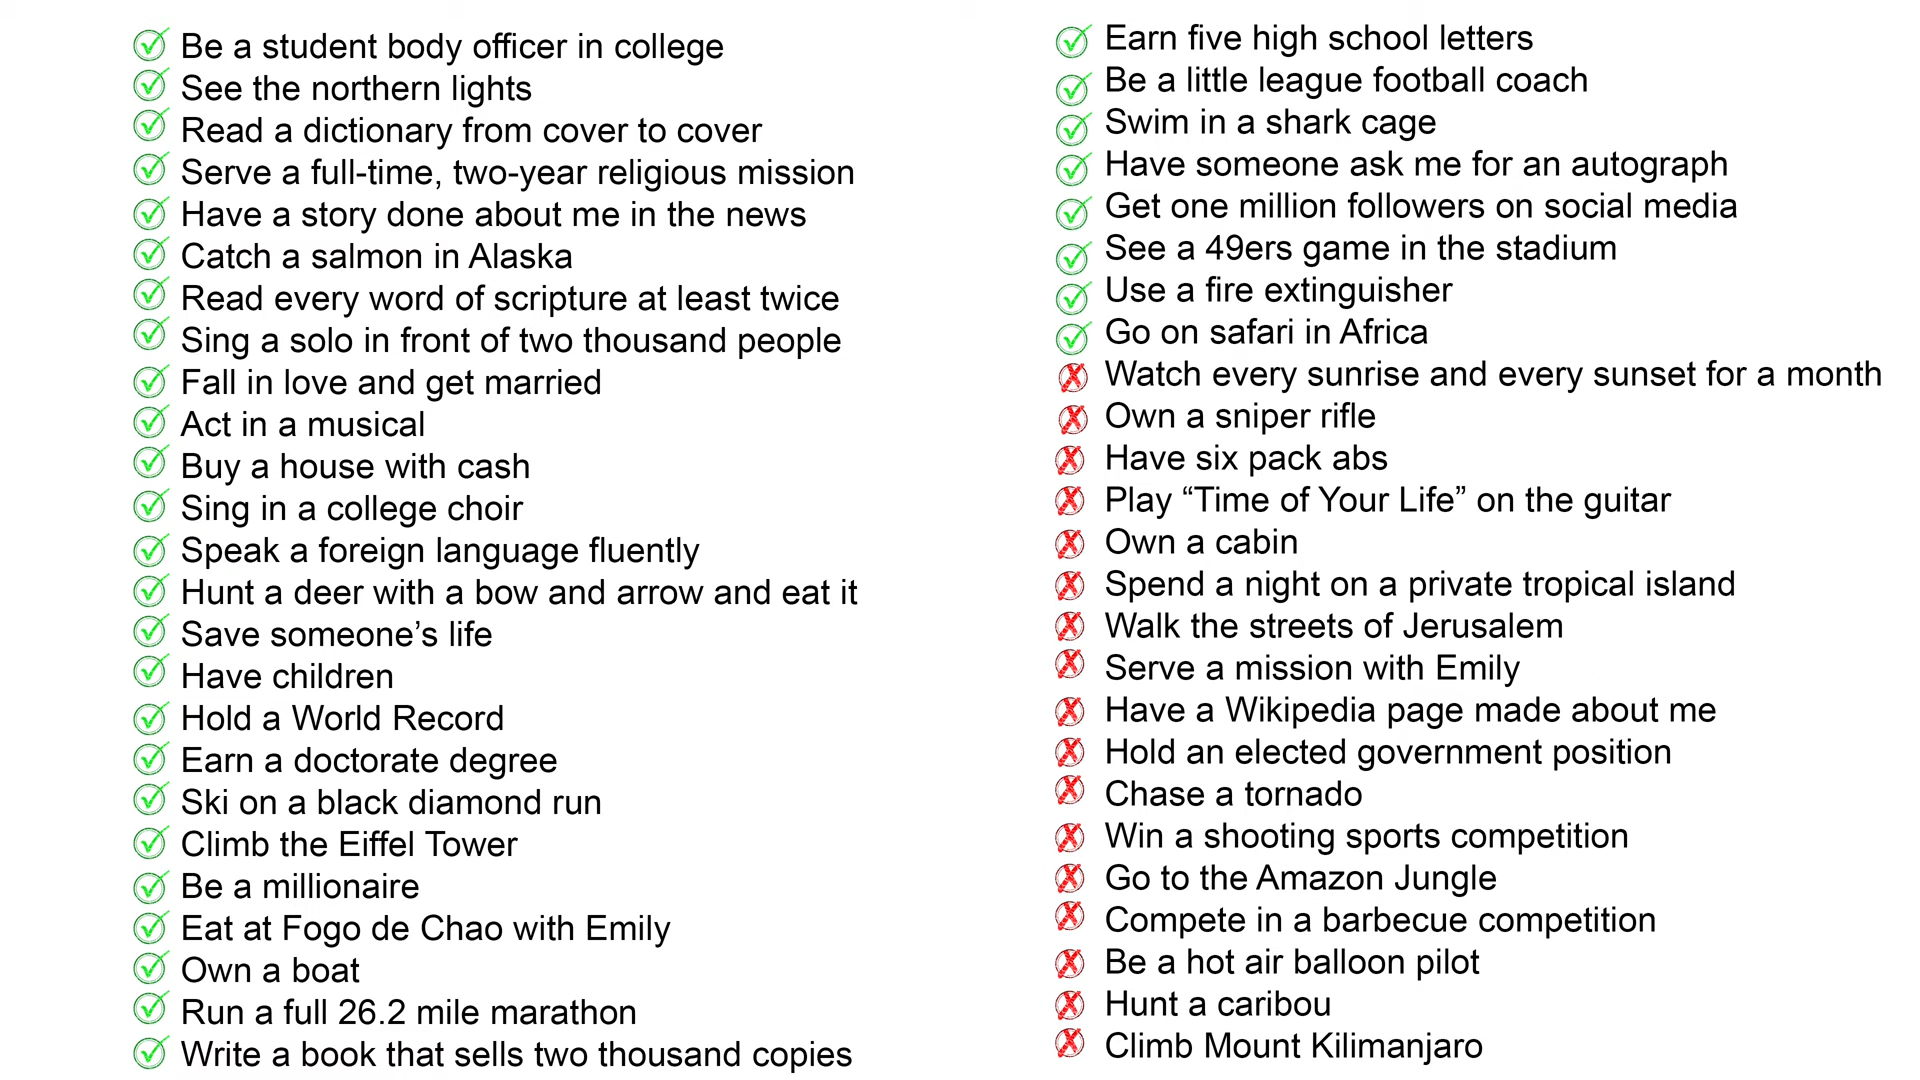 Be a student body officer in college
See the northern lights
Read a dictionary from cover to cover
Serve a full-time, two-year religious mission
Have a story done about me in the news
Catch a salmon in Alaska
Read every word of scripture at least twice
Sing a solo in front of two thousand people
Fall in love and get married
Act in a musical
Buy a house with cash
Sing in a college choir
Speak a foreign language fluently
Hunt a deer with a bow and arrow and eat it
Save someone’s life
Have children
Hold a World Record
Earn a doctorate degree
Ski on a black diamond run
Climb the Eiffel Tower
Be a millionaire
Eat at Fogo de Chao with Emily
Own a boat
Run a full 26.2 mile marathon
Write a book that sells two thousand copies
Earn five high school letters
Be a little league football coach
Swim in a shark cage
Have someone ask me for an autograph
Get one million followers on social media
See a 49ers game in the stadium
Use a fire extinguisher
Go on safari in Africa
Watch every sunrise and every sunset for a month
Own a sniper rifle
Have six pack abs
Play “Time of Your Life” on the guitar
Own a cabin
Spend a night on a private tropical island
Walk the streets of Jerusalem
Serve a mission with Emily
Have a Wikipedia page made about me
Hold an elected government position
Chase a tornado
Win a shooting sports competition
Go to the Amazon Jungle
Compete in a barbecue competition
Be a hot air balloon pilot
Hunt a caribou
Climb Mount Kilimanjaro